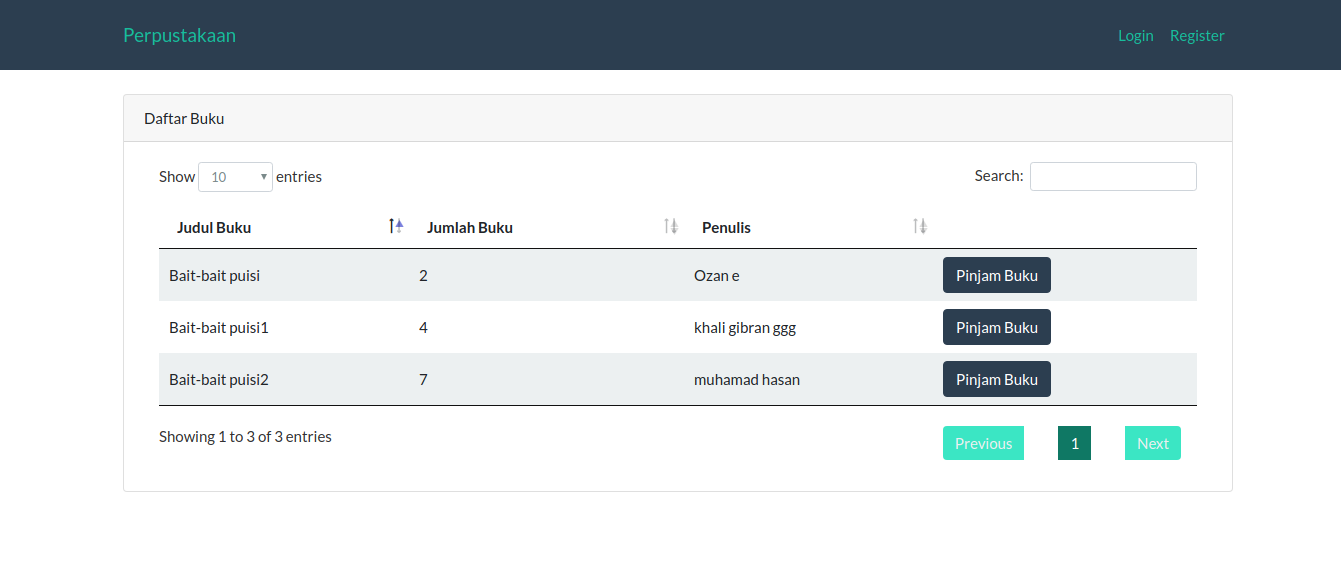 Perpustakaan Login Register
Daftar Buku
Show 10 entries Search:
Judul Buku Jumlah Buku Penulis
Bait-bait puisi 2 Ozan e Pinjam Buku
Bait-bait puisi1 4 khali gibran ggg Pinjam Buku
Bait-bait puisi2 7 muhamad hasan Pinjam Buku
Showing 1 to 3 of 3 entries Previous 1 Next